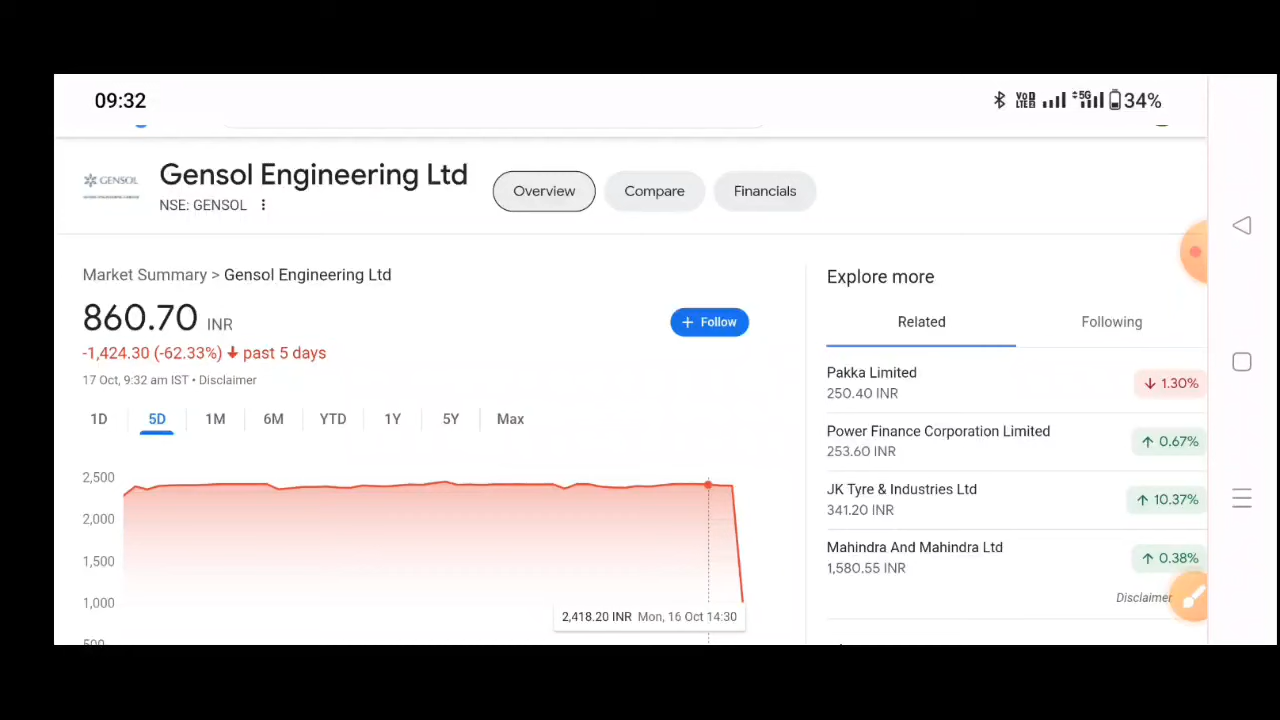 09:32
VoD LTEB 5G 34%
GENSOL
Gensol Engineering Ltd
NSE: GENSOL
Overview
Compare
Financials
Market Summary > Gensol Engineering Ltd
860.70 INR
+ Follow
-1,424.30 (-62.33%) ↓ past 5 days
17 Oct, 9:32 am IST • Disclaimer
1D
5D
1M
6M
YTD
1Y
5Y
Max
2,500
2,000
1,500
1,000
500
2,418.20 INR Mon, 16 Oct 14:30
Explore more
Related
Following
Pakka Limited
250.40 INR
↓ 1.30%
Power Finance Corporation Limited
253.60 INR
↑ 0.67%
JK Tyre & Industries Ltd
341.20 INR
↑ 10.37%
Mahindra And Mahindra Ltd
1,580.55 INR
↑ 0.38%
Disclaimer